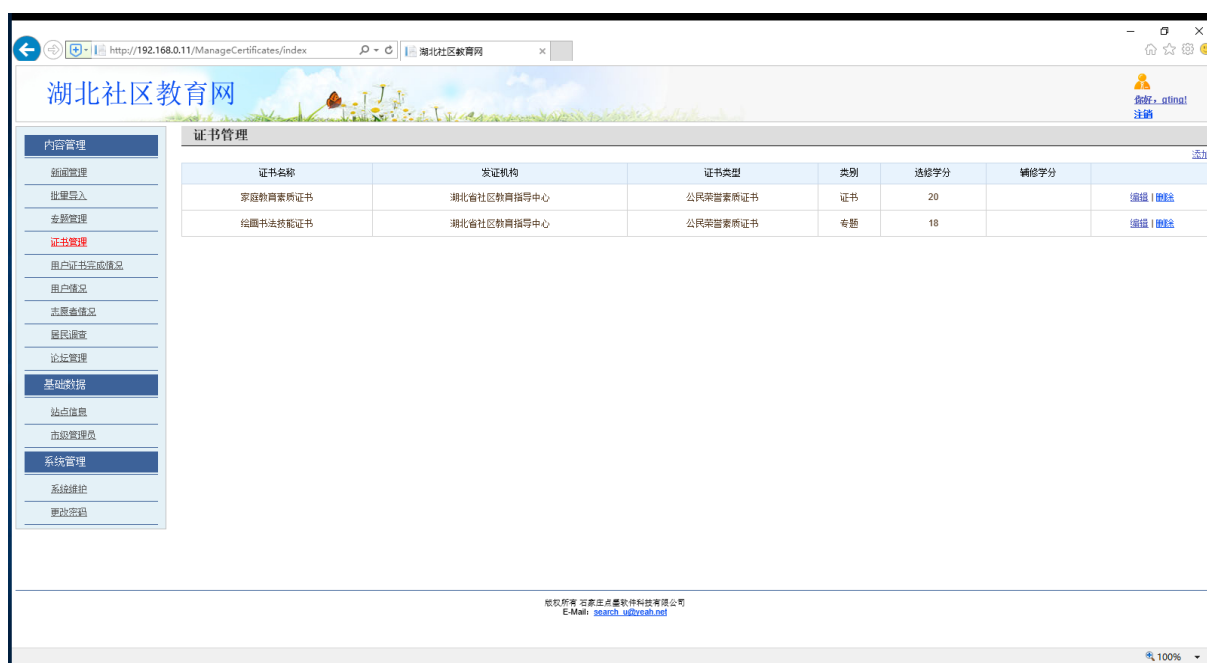 http://192.168.0.11/ManageCertificates/index
湖北社区教育网
湖北社区教育网
你好，qting!
注销
内容管理
新闻管理
批量导入
专题管理
证书管理
用户证书完成情况
用户情况
志愿者情况
居民调查
论坛管理
基础数据
站点信息
市级管理员
系统管理
系统维护
更改密码
证书管理
证书名称 发证机构 证书类型 类别 选修学分 辅修学分
家庭教育素质证书 湖北省社区教育指导中心 公民荣誉素质证书 证书 20 编辑 | 删除
绘画书法技能证书 湖北省社区教育指导中心 公民荣誉素质证书 专题 18 编辑 | 删除
版权所有 石家庄点墨软件科技有限公司
E-Mail: search_u@yeah.net
100%